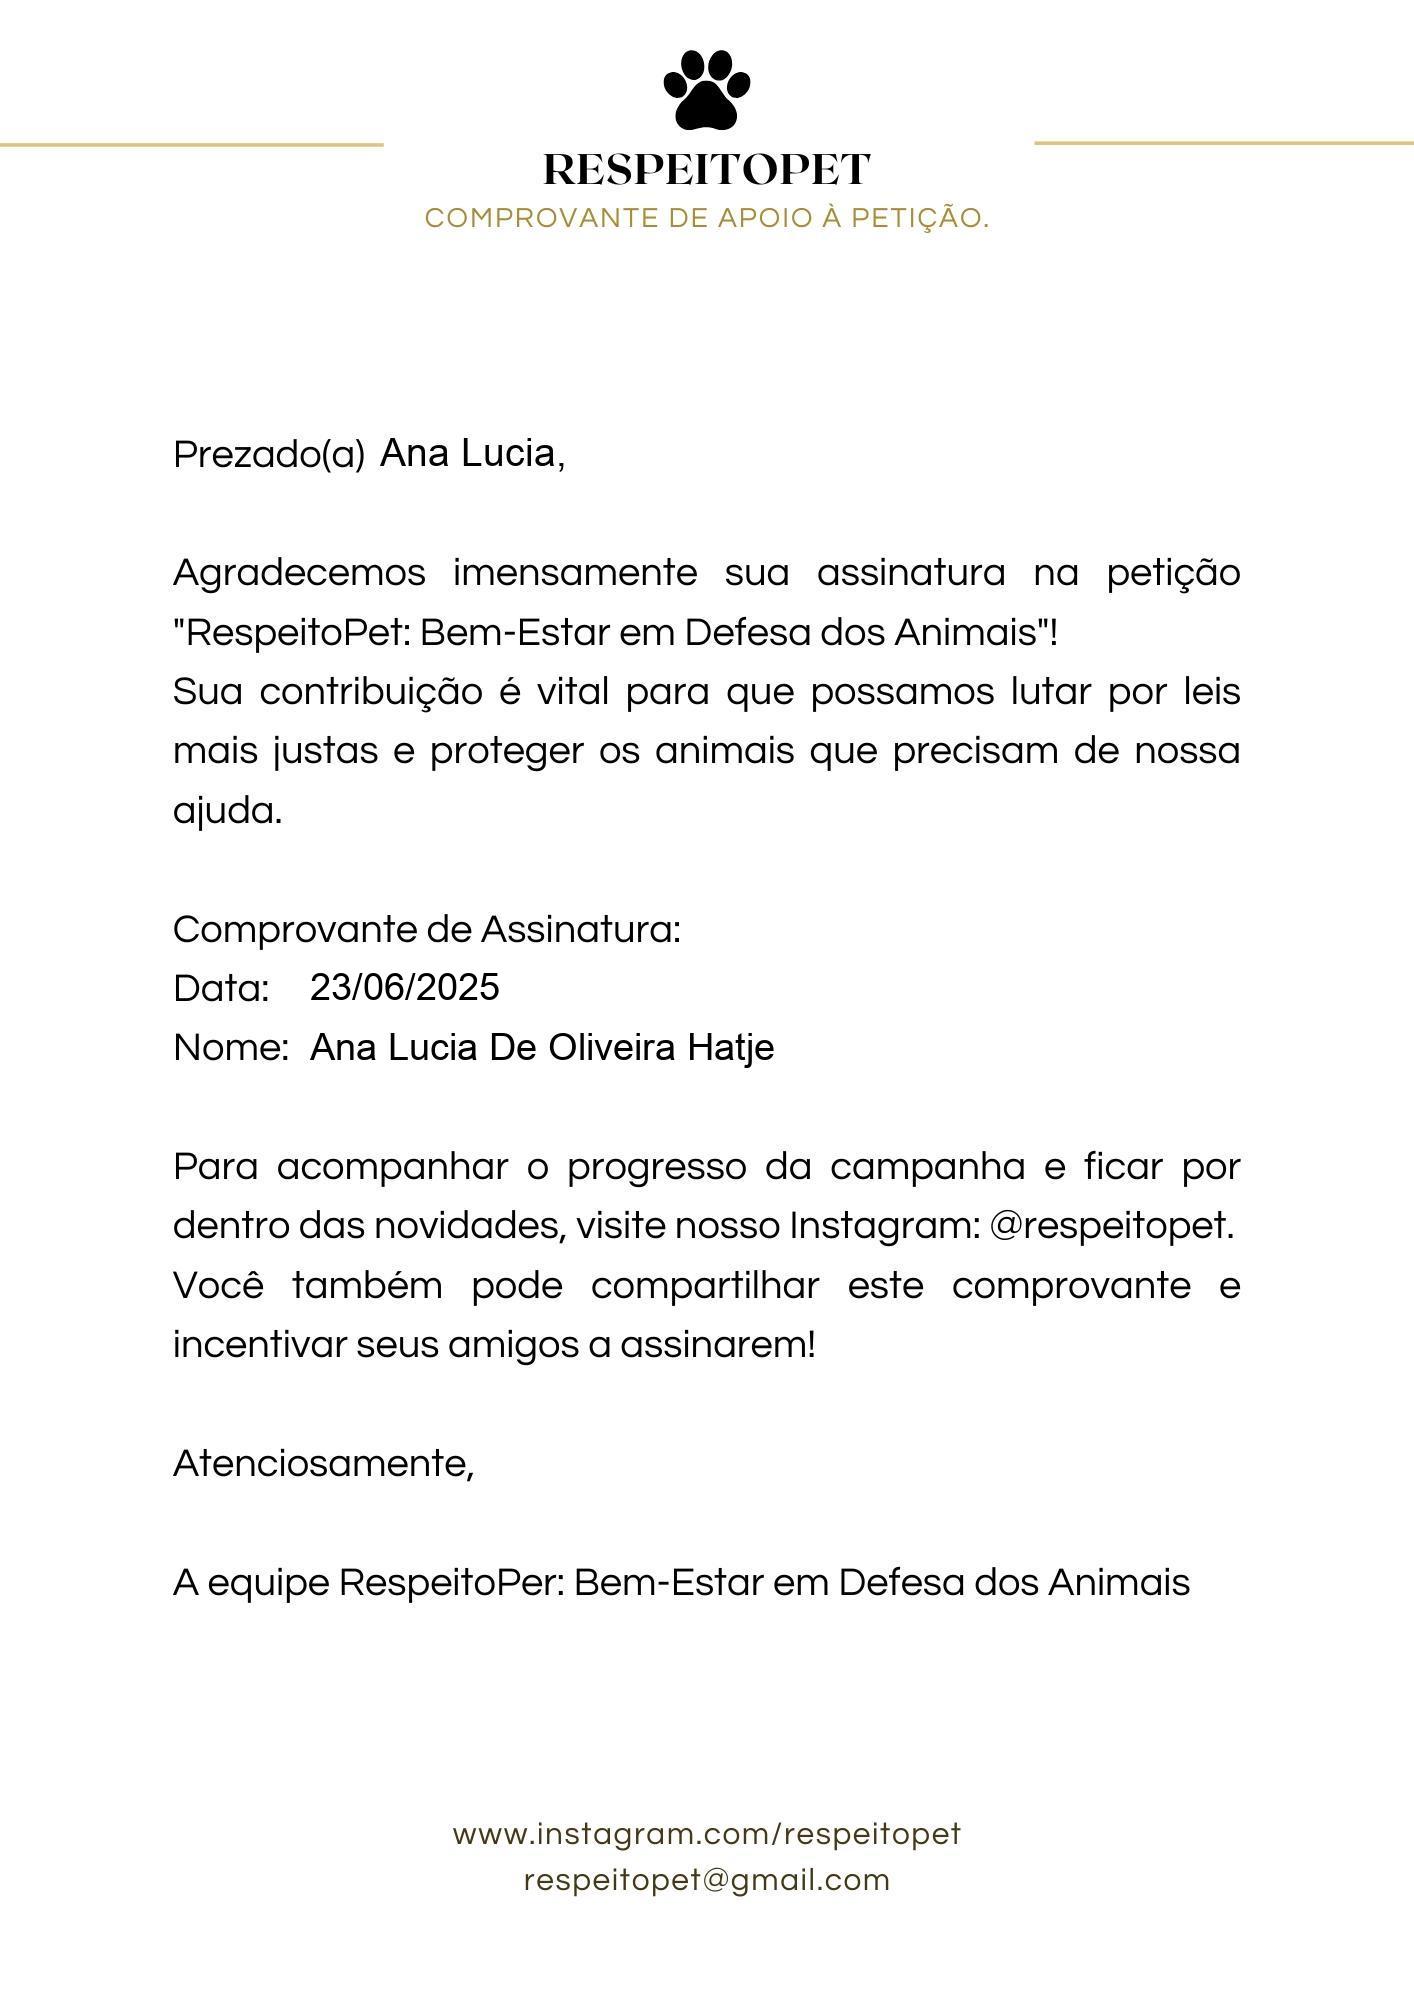 RESPEITOPET
COMPROVANTE DE APOIO À PETIÇÃO.
Prezado(a) Ana Lucia,
Agradecemos imensamente sua assinatura na petição
"RespeitoPet: Bem-Estar em Defesa dos Animais"!
Sua contribuição é vital para que possamos lutar por leis
mais justas e proteger os animais que precisam de nossa
ajuda.
Comprovante de Assinatura:
Data: 23/06/2025
Nome: Ana Lucia De Oliveira Hatje
Para acompanhar o progresso da campanha e ficar por
dentro das novidades, visite nosso Instagram: @respeitopet.
Você também pode compartilhar este comprovante e
incentivar seus amigos a assinarem!
Atenciosamente,
A equipe RespeitoPer: Bem-Estar em Defesa dos Animais
www.instagram.com/respeitopet
respeitopet@gmail.com